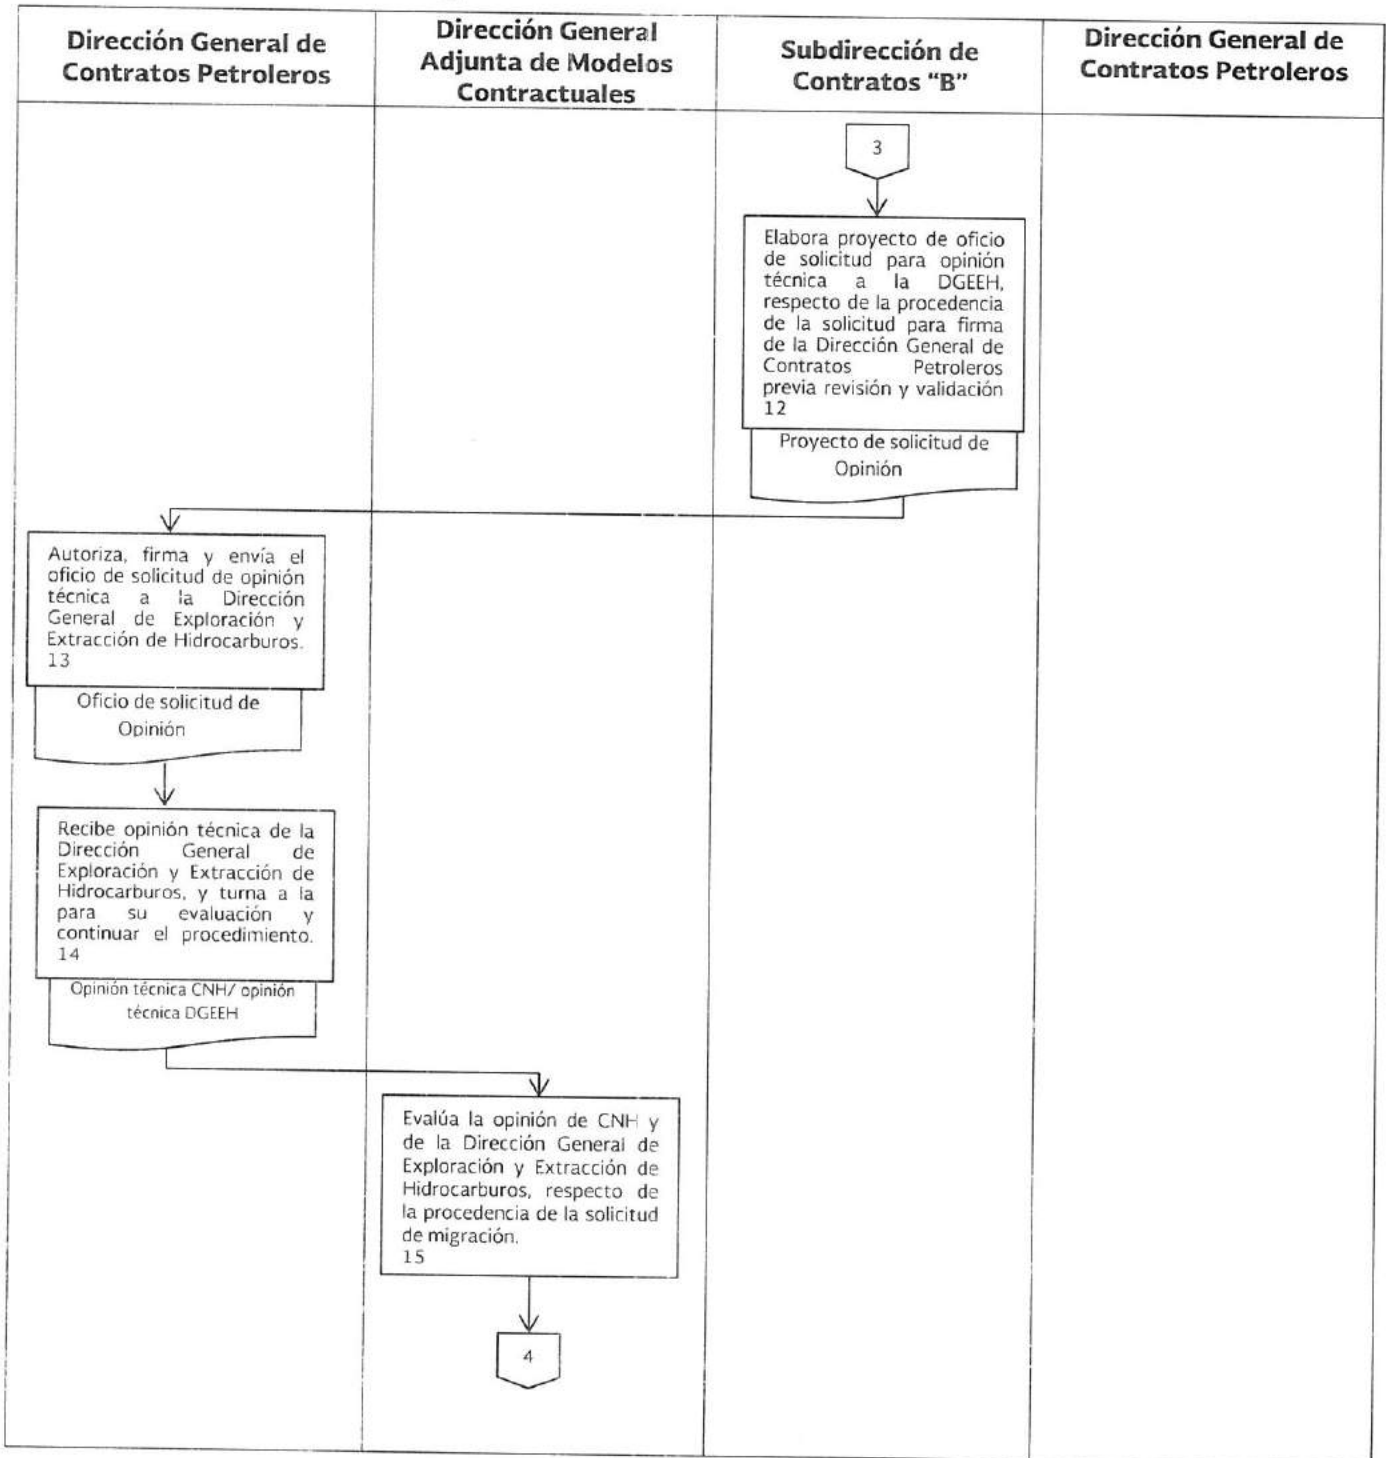 Dirección General de
Contratos Petroleros
Dirección General
Adjunta de Modelos
Contractuales
Subdirección de
Contratos “B”
Dirección General de
Contratos Petroleros
3
Elabora proyecto de oficio
de solicitud para opinión
técnica a la DGEEH,
respecto de la procedencia
de la solicitud para firma
de la Dirección General de
Contratos Petroleros
previa revisión y validación
12
Proyecto de solicitud de
Opinión
Autoriza, firma y envía el
oficio de solicitud de opinión
técnica a la Dirección
General de Exploración y
Extracción de Hidrocarburos.
13
Oficio de solicitud de
Opinión
Recibe opinión técnica de la
Dirección General de
Exploración y Extracción de
Hidrocarburos, y turna a la
para su evaluación y
continuar el procedimiento.
14
Opinión técnica CNH/ opinión
técnica DGEEH
Evalúa la opinión de CNH y
de la Dirección General de
Exploración y Extracción de
Hidrocarburos, respecto de
la procedencia de la solicitud
de migración.
15
4